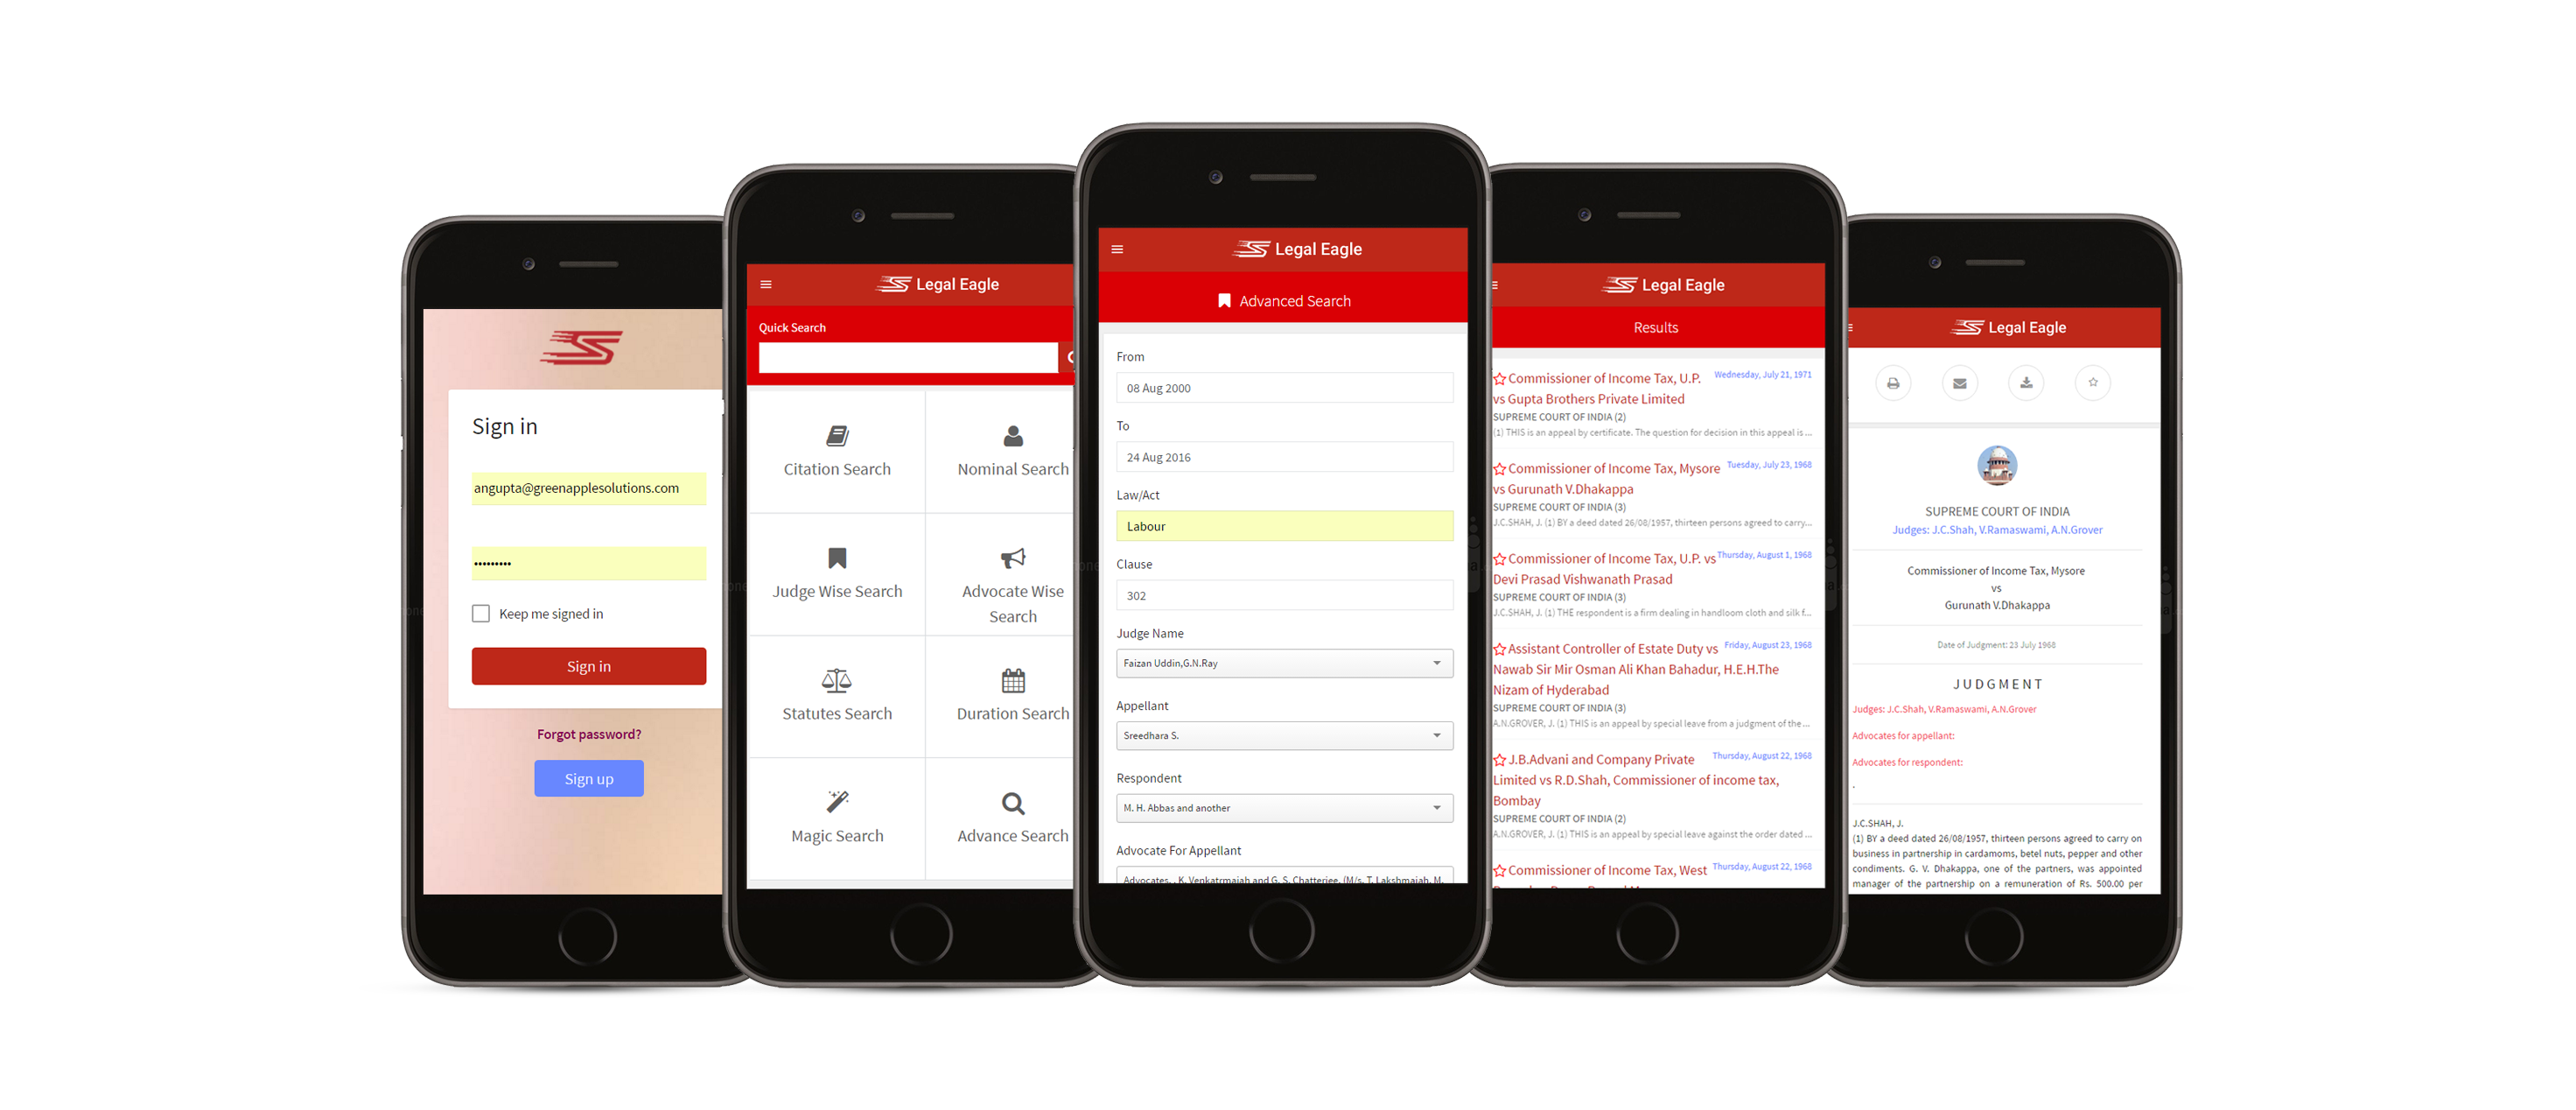 Sign in
angupta@greenapplesolutions.com
•••••••••
Keep me signed in
Sign in
Forgot password?
Sign up
Legal Eagle
Quick Search
Citation Search
Nominal Search
Judge Wise Search
Advocate Wise
Search
Statutes Search
Duration Search
Magic Search
Advance Search
Legal Eagle
Advanced Search
From
08 Aug 2000
To
24 Aug 2016
Law/Act
Labour
Clause
302
Judge Name
Faizan Uddin,G.N.Ray
Appellant
Sreedhara S.
Respondent
M. H. Abbas and another
Advocate For Appellant
Advocates, , K. Venkatrmaiah and G. S. Chatterjee, (M/s. T. Lakshmaiah, M.
Legal Eagle
Results
Commissioner of Income Tax, U.P. Wednesday, July 21, 1971
vs Gupta Brothers Private Limited
SUPREME COURT OF INDIA (2)
(1) THIS is an appeal by certificate. The question for decision in this appeal is ...
Commissioner of Income Tax, Mysore Tuesday, July 23, 1968
vs Gurunath V.Dhakappa
SUPREME COURT OF INDIA (3)
J.C.SHAH, J. (1) BY a deed dated 26/08/1957, thirteen persons agreed to carry...
Commissioner of Income Tax, U.P. vs Thursday, August 1, 1968
Devi Prasad Vishwanath Prasad
SUPREME COURT OF INDIA (3)
J.C.SHAH, J. (1) THE respondent is a firm dealing in handloom cloth and silk f...
Assistant Controller of Estate Duty vs Friday, August 23, 1968
Nawab Sir Mir Osman Ali Khan Bahadur, H.E.H.The
Nizam of Hyderabad
SUPREME COURT OF INDIA (3)
A.N.GROVER, J. (1) THIS is an appeal by special leave from a judgment of the ...
J.B.Advani and Company Private Thursday, August 22, 1968
Limited vs R.D.Shah, Commissioner of income tax,
Bombay
SUPREME COURT OF INDIA (2)
A.N.GROVER, J. (1) THIS is an appeal by special leave against the order dated ...
Commissioner of Income Tax, West Thursday, August 22, 1968
Legal Eagle
SUPREME COURT OF INDIA
Judges: J.C.Shah, V.Ramaswami, A.N.Grover
Commissioner of Income Tax, Mysore
vs
Gurunath V.Dhakappa
Date of Judgment: 23 July 1968
JUDGMENT
Judges: J.C.Shah, V.Ramaswami, A.N.Grover
Advocates for appellant:
Advocates for respondent:
.
J.C.SHAH, J.
(1) BY a deed dated 26/08/1957, thirteen persons agreed to carry on
business in partnership in cardamoms, betel nuts, pepper and other
condiments. G. V. Dhakappa, one of the partners, was appointed
manager of the partnership on a remuneration of Rs. 500.00 per